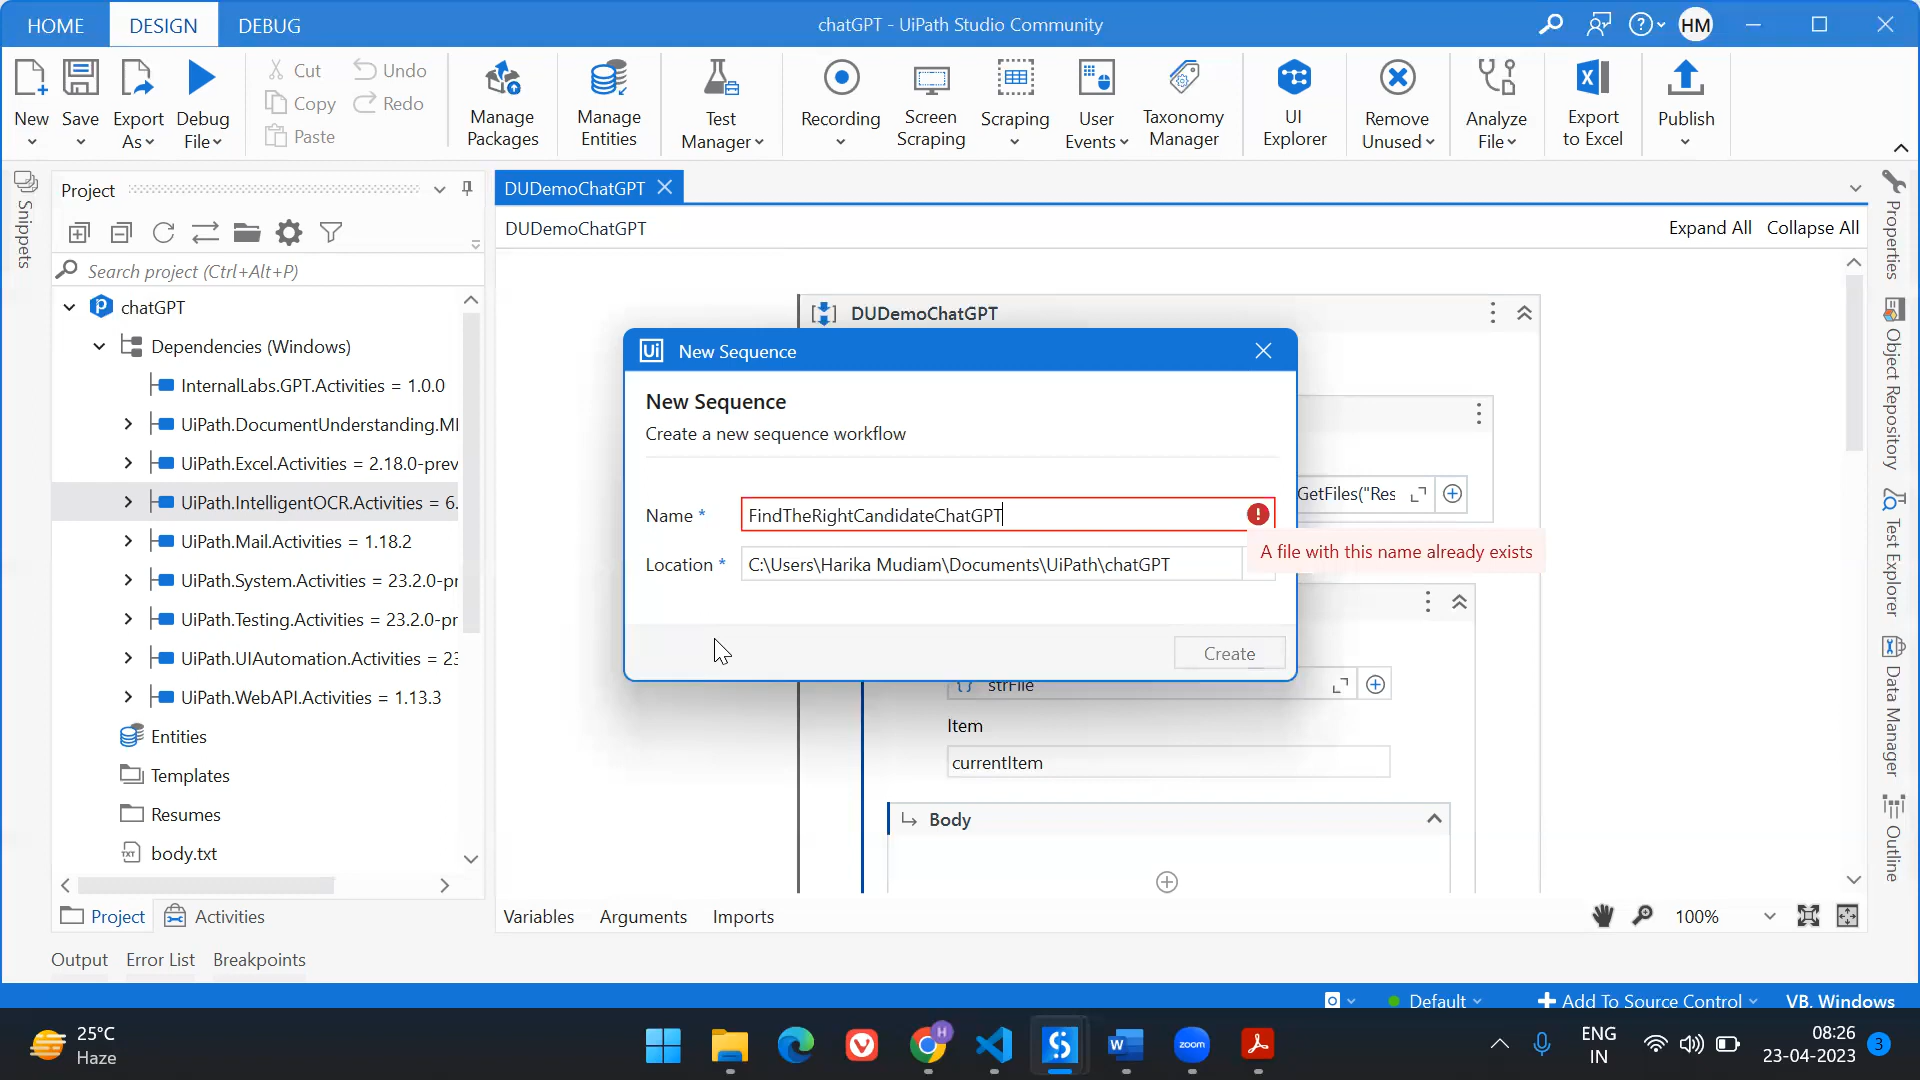 HOME DESIGN DEBUG
chatGPT - UiPath Studio Community
HM
New
Save
Export As
Debug File
Cut
Copy
Paste
Undo
Redo
Manage Packages
Manage Entities
Test Manager
Recording
Screen Scraping
Scraping
User Events
Taxonomy Manager
UI Explorer
Remove Unused
Analyze File
Export to Excel
Publish
Snippets
Project
Search project (Ctrl+Alt+P)
chatGPT
Dependencies (Windows)
InternalLabs.GPT.Activities = 1.0.0
UiPath.DocumentUnderstanding.MI
UiPath.Excel.Activities = 2.18.0-prev
UiPath.IntelligentOCR.Activities = 6.
UiPath.Mail.Activities = 1.18.2
UiPath.System.Activities = 23.2.0-pr
UiPath.Testing.Activities = 23.2.0-pr
UiPath.UIAutomation.Activities = 23
UiPath.WebAPI.Activities = 1.13.3
Entities
Templates
Resumes
body.txt
Project Activities
DUDemoChatGPT
DUDemoChatGPT
Expand All Collapse All
DUDemoChatGPT
Ui New Sequence
New Sequence
Create a new sequence workflow
Name * FindTheRightCandidateChatGPT
A file with this name already exists
Location * C:\Users\Harika Mudiam\Documents\UiPath\chatGPT
Create
GetFiles("Res
strFile
Item
currentItem
Body
Variables Arguments Imports
100%
Properties
Object Repository
Test Explorer
Data Manager
Outline
Output Error List Breakpoints
Default
Add To Source Control
VB. Windows
25°C
Haze
H
zoom
ENG
IN
08:26
23-04-2023
3